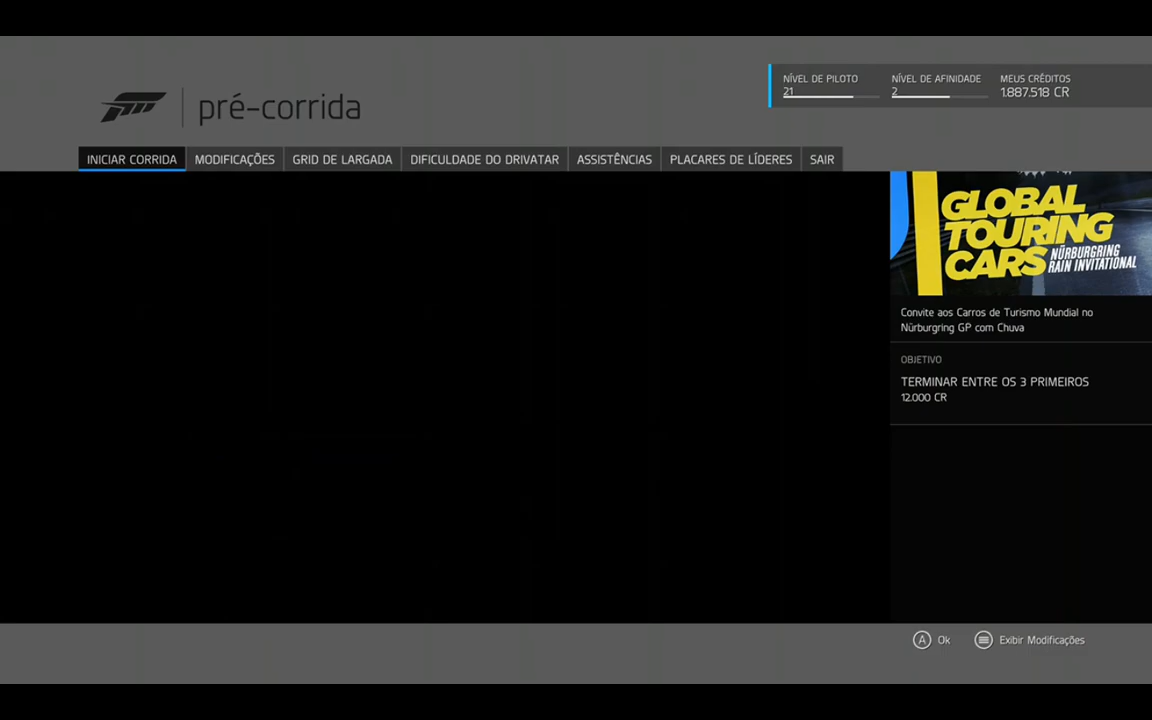 pré-corrida
NÍVEL DE PILOTO
21
NÍVEL DE AFINIDADE
2
MEUS CRÉDITOS
1.887.518 CR
INICIAR CORRIDA
MODIFICAÇÕES
GRID DE LARGADA
DIFICULDADE DO DRIVATAR
ASSISTÊNCIAS
PLACARES DE LÍDERES
SAIR
GLOBAL
TOURING
CARS
NÜRBURGRING
RAIN INVITATIONAL
Convite aos Carros de Turismo Mundial no
Nürburgring GP com Chuva
OBJETIVO
TERMINAR ENTRE OS 3 PRIMEIROS
12.000 CR
A Ok
Exibir Modificações